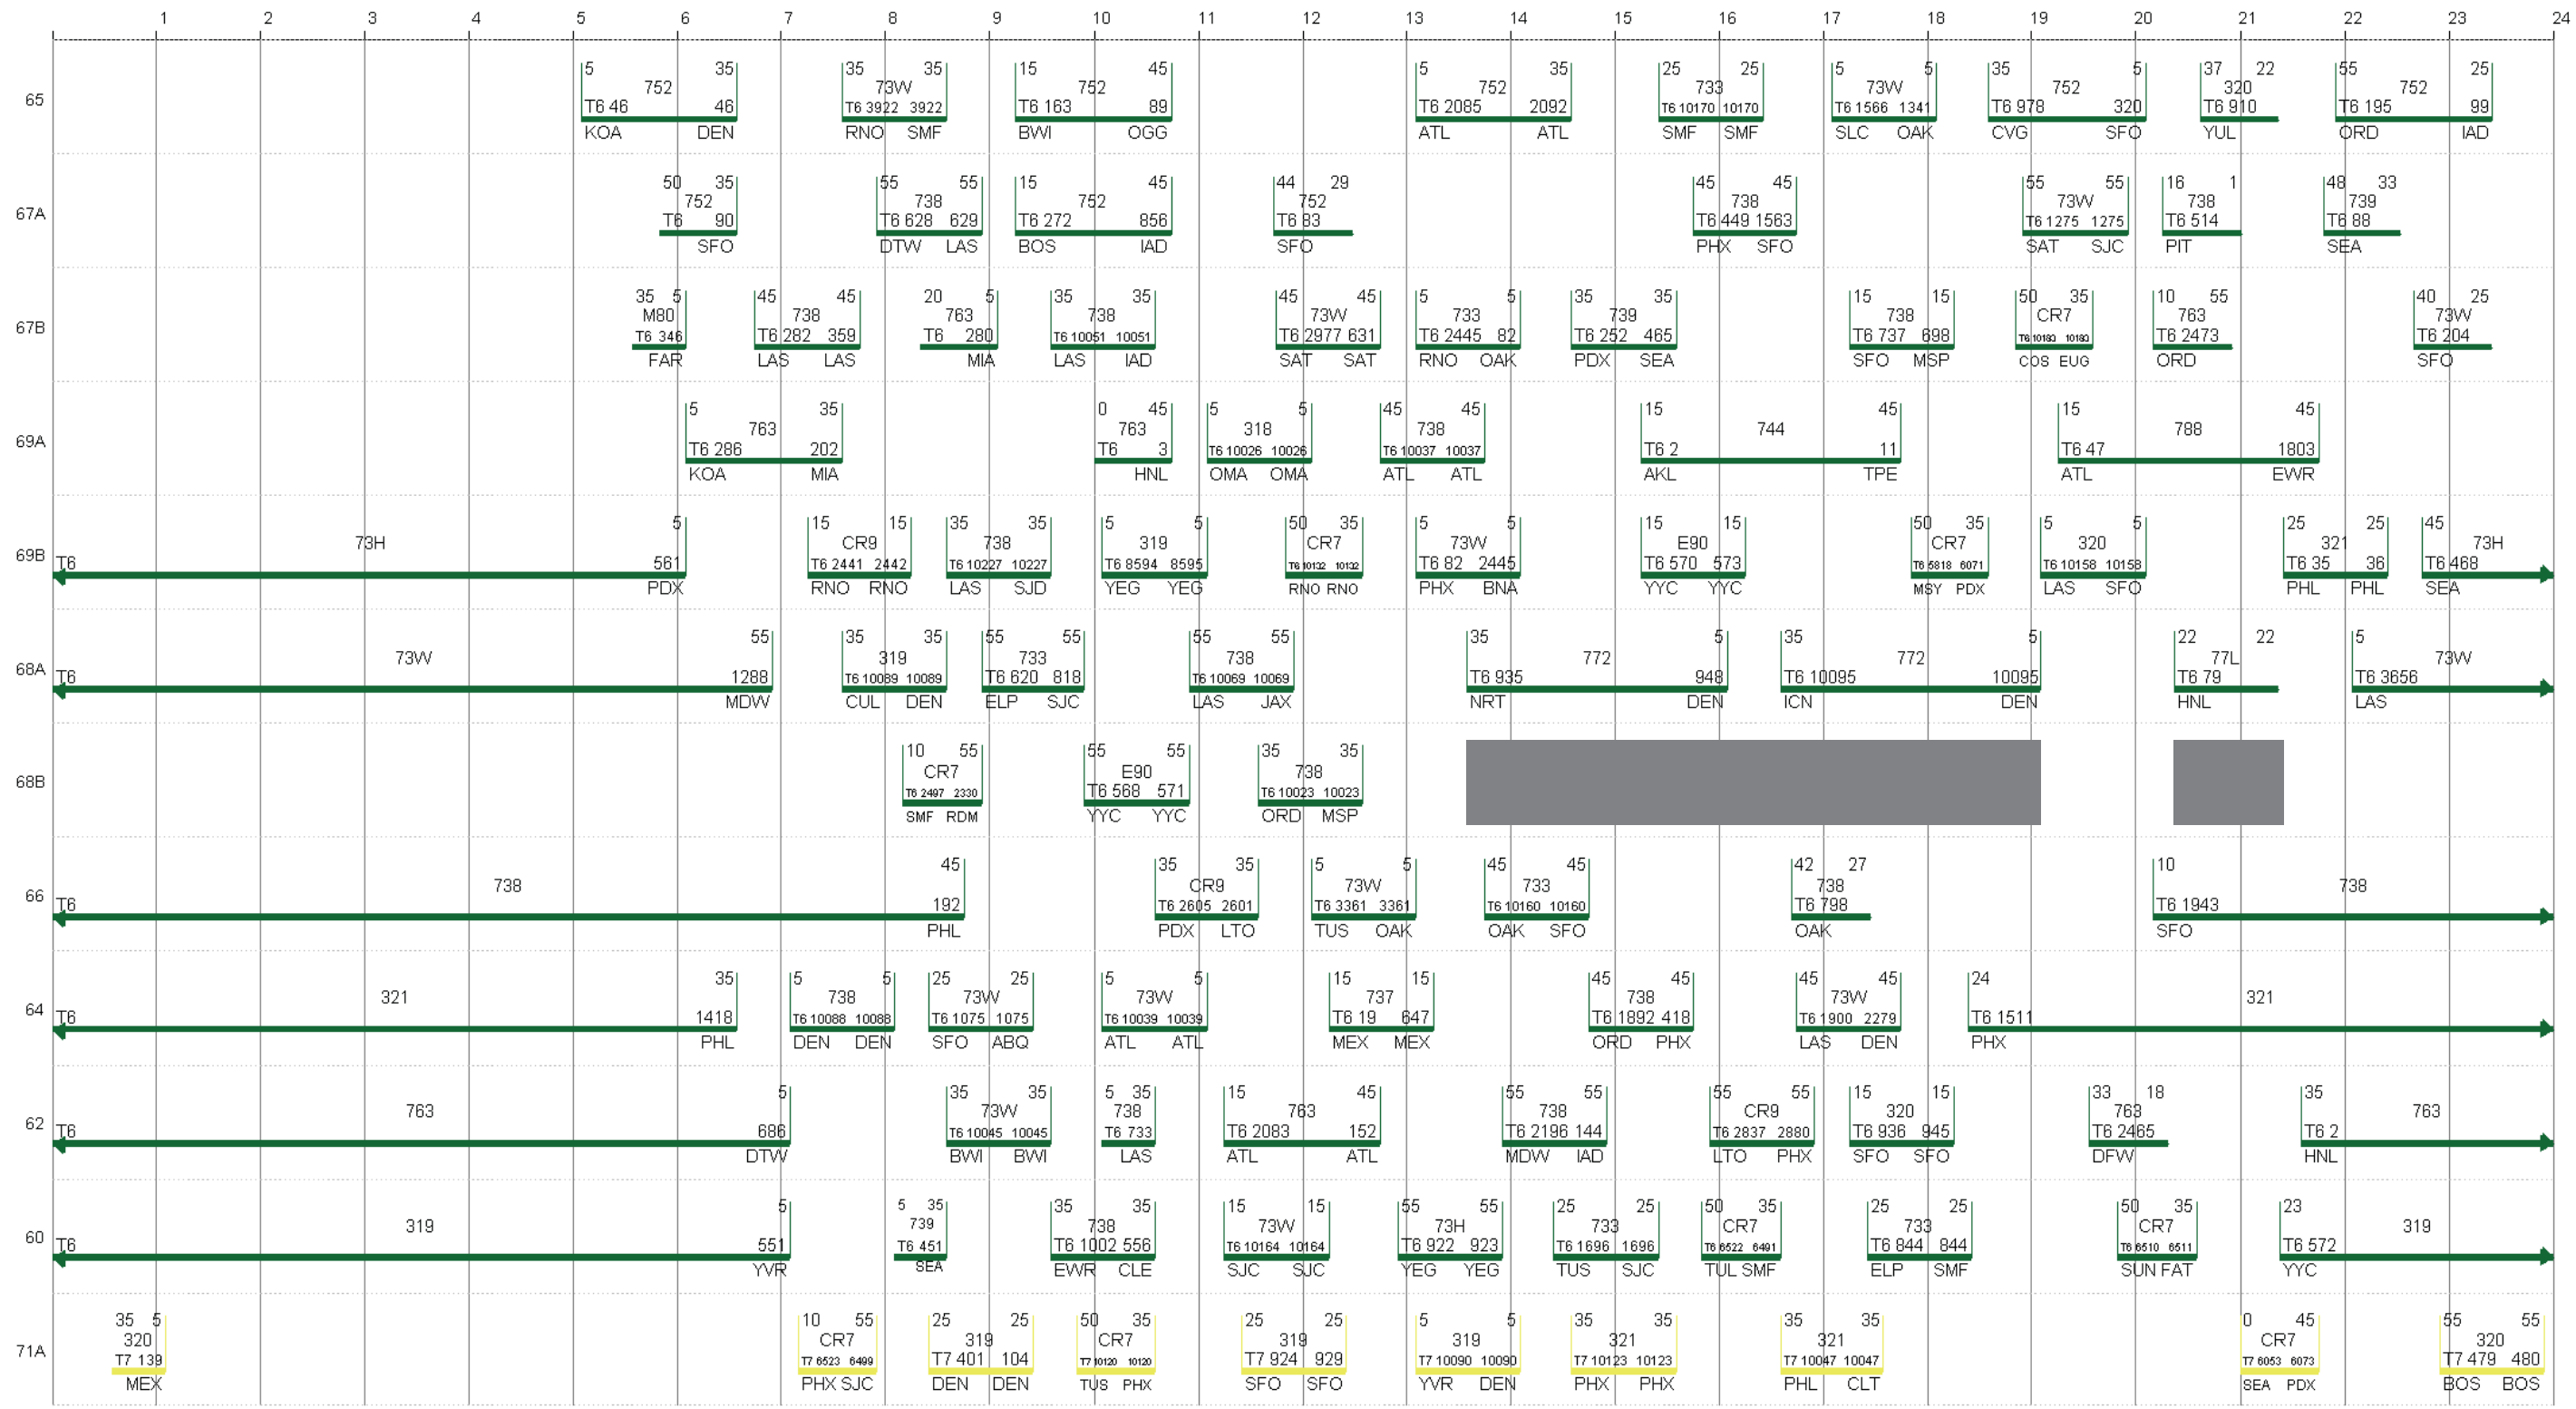 1 2 3 4 5 6 7 8 9 10 11 12 13 14 15 16 17 18 19 20 21 22 23 24
65
5 35 35 35 15 45 5 35 25 25 5 5 35 5 37 22 55 25
752 73W 752 752 733 73W 752 320 752
T6 46 46 T6 3922 3922 T6 163 89 T6 2085 2092 T6 10170 10170 T6 1566 1341 T6 978 320 T6 910 T6 195 99
KOA DEN RNO SMF BWI OGG ATL ATL SMF SMF SLC OAK CVG SFO YUL ORD IAD
67A
50 35 55 55 15 45 44 29 45 45 55 55 16 1 48 33
752 738 752 752 738 73W 738 739
T6 90 T6 628 629 T6 272 856 T6 83 T6 449 1563 T6 1275 1275 T6 514 T6 88
SFO DTW LAS BOS IAD SFO PHX SFO SAT SJC PIT SEA
67B
35 5 45 45 20 5 35 35 45 45 5 5 35 35 15 15 50 35 10 55 40 25
M80 738 763 738 73W 733 739 738 CR7 763 73W
T6 346 T6 282 359 T6 280 T6 10051 10051 T6 2977 631 T6 2445 82 T6 252 465 T6 737 698 T6 10183 10183 T6 2473 T6 204
FAR LAS LAS MIA LAS IAD SAT SAT RNO OAK PDX SEA SFO MSP COS EUG ORD SFO
69A
5 35 0 45 5 5 45 45 15 45 15 45
763 763 318 738 744 788
T6 286 202 T6 3 T6 10026 10026 T6 10037 10037 T6 2 11 T6 47 1803
KOA MIA HNL OMA OMA ATL ATL AKL TPE ATL EWR
69B
5 15 15 35 35 5 5 50 35 5 5 15 15 50 35 5 5 25 25 45
73H CR9 738 319 CR7 73W E90 CR7 320 321 73H
T6 561 T6 2441 2442 T6 10227 10227 T6 8594 8595 T6 10132 10132 T6 82 2445 T6 570 573 T6 5818 6071 T6 10158 10158 T6 35 36 T6 468
PDX RNO RNO LAS SJD YEG YEG RNO RNO PHX BNA YYC YYC MSY PDX LAS SFO PHL PHL SEA
68A
55 35 35 55 55 55 55 35 5 35 5 22 22 5
73W 319 733 738 772 772 77L 73W
T6 1288 T6 10089 10089 T6 620 818 T6 10069 10069 T6 935 948 T6 10095 10095 T6 79 T6 3656
MDW CUL DEN ELP SJC LAS JAX NRT DEN ICN DEN HNL LAS
68B
10 55 55 55 35 35
CR7 E90 738
T6 2497 2330 T6 568 571 T6 10023 10023
SMF RDM YYC YYC ORD MSP
66
45 35 35 5 5 45 45 42 27 10
738 CR9 73W 733 738 738
T6 192 T6 2605 2601 T6 3361 3361 T6 10160 10160 T6 798 T6 1943
PHL PDX LTO TUS OAK OAK SFO OAK SFO
64
35 5 5 25 25 5 5 15 15 45 45 45 45 24
321 738 73W 73W 737 738 73W 321
T6 1418 T6 10088 10088 T6 1075 1075 T6 10039 10039 T6 19 647 T6 1892 418 T6 1900 2279 T6 1511
PHL DEN DEN SFO ABQ ATL ATL MEX MEX ORD PHX LAS DEN PHX
62
5 35 35 5 35 15 45 55 55 55 55 15 15 33 18 35
763 73W 738 763 738 CR9 320 763 763
T6 686 T6 10045 10045 T6 733 T6 2083 152 T6 2196 144 T6 2837 2880 T6 936 945 T6 2465 T6 2
DTW BWI BWI LAS ATL ATL MDW IAD LTO PHX SFO SFO DFW HNL
60
5 5 35 35 35 15 15 55 55 25 25 50 35 25 25 50 35 23
319 739 738 73W 73H 733 CR7 733 CR7 319
T6 551 T6 451 T6 1002 556 T6 10164 10164 T6 922 923 T6 1696 1696 T6 6522 6491 T6 844 844 T6 6510 6511 T6 572
YVR SEA EWR CLE SJC SJC YEG YEG TUS SJC TUL SMF ELP SMF SUN FAT YYC
71A
35 5 10 55 25 25 50 35 25 25 5 5 35 35 35 35 0 45 55 55
320 CR7 319 CR7 319 319 321 321 CR7 320
T7 139 T7 6523 6499 T7 401 104 T7 10120 10120 T7 924 929 T7 10090 10090 T7 10123 10123 T7 10047 10047 T7 6053 6073 T7 479 480
MEX PHX SJC DEN DEN TUS PHX SFO SFO YVR DEN PHX PHX PHL CLT SEA PDX BOS BOS